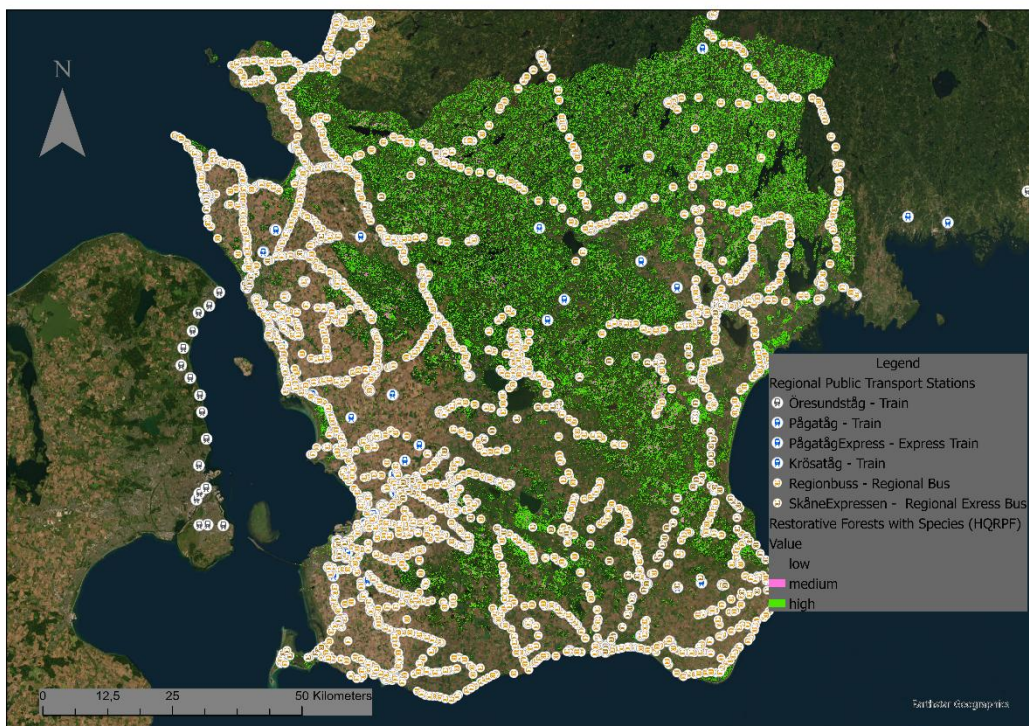 N
Legend
Regional Public Transport Stations
Öresundståg - Train
Pågatåg - Train
PågatågExpress - Express Train
Krösatåg - Train
Regionbuss - Regional Bus
SkåneExpressen - Regional Exress Bus
Restorative Forests with Species (HQRPF)
Value
low
medium
high
0 12,5 25 50 Kilometers
Earthstar Geographics